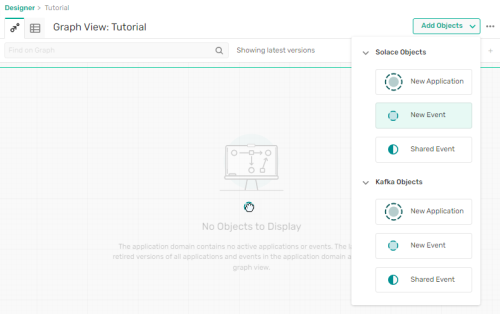 Designer > Tutorial
Graph View: Tutorial
Add Objects
Find on Graph
Showing latest versions
Solace Objects
New Application
New Event
Shared Event
Kafka Objects
New Application
New Event
Shared Event
No Objects to Display
The application domain contains no active applications or events. The
retired versions of all applications and events in the application domain a
graph view.